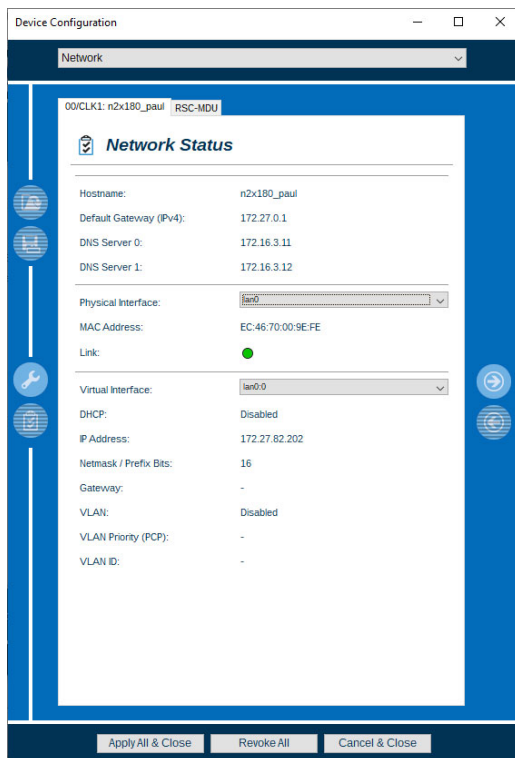 Device Configuration
Network
00/CLK1: n2x180_paul RSC-MDU
Network Status
Hostname: n2x180_paul
Default Gateway (IPv4): 172.27.0.1
DNS Server 0: 172.16.3.11
DNS Server 1: 172.16.3.12
Physical Interface: lan0
MAC Address: EC:46:70:00:9E:FE
Link:
Virtual Interface: lan0:0
DHCP: Disabled
IP Address: 172.27.82.202
Netmask / Prefix Bits: 16
Gateway: -
VLAN: Disabled
VLAN Priority (PCP): -
VLAN ID: -
Apply All & Close Revoke All Cancel & Close